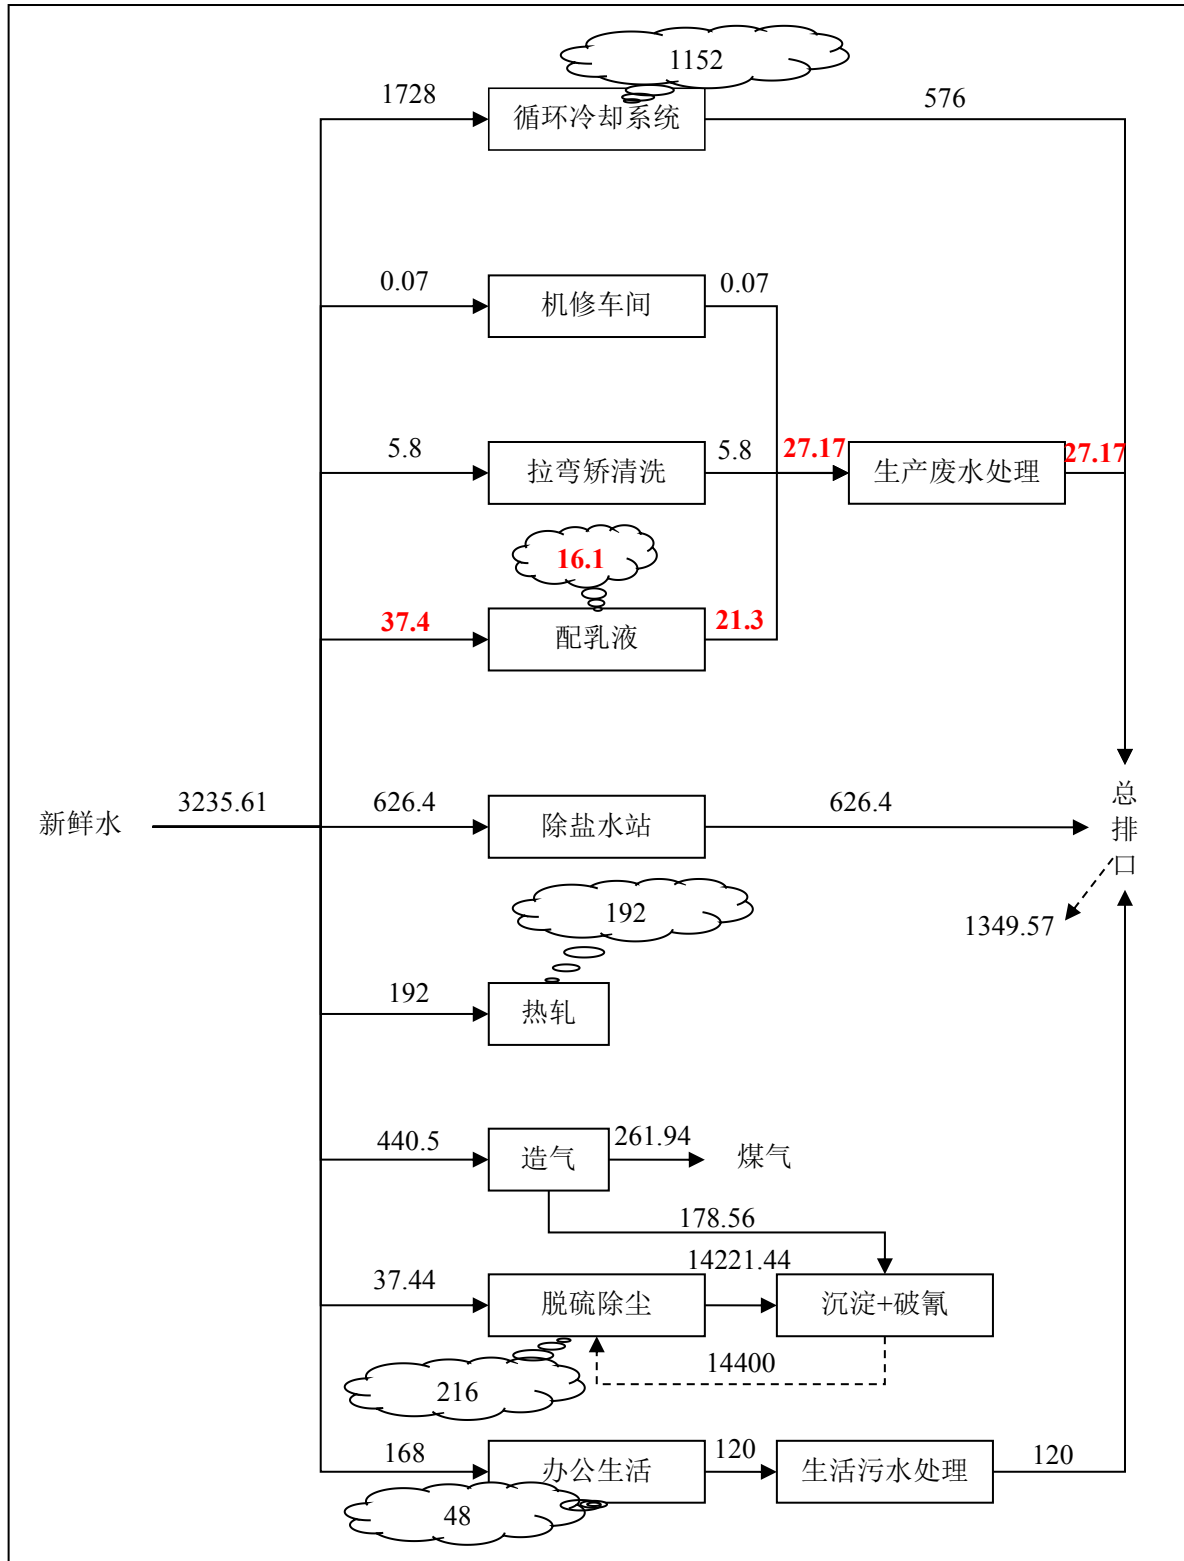 1152
1728
循环冷却系统
576
0.07
机修车间
0.07
5.8
拉弯矫清洗
5.8
27.17
生产废水处理
27.17
16.1
37.4
配乳液
21.3
新鲜水
3235.61
626.4
除盐水站
626.4
总
排
口
1349.57
192
192
热轧
440.5
造气
261.94
煤气
178.56
37.44
脱硫除尘
14221.44
沉淀+破氰
14400
216
168
办公生活
120
生活污水处理
120
48